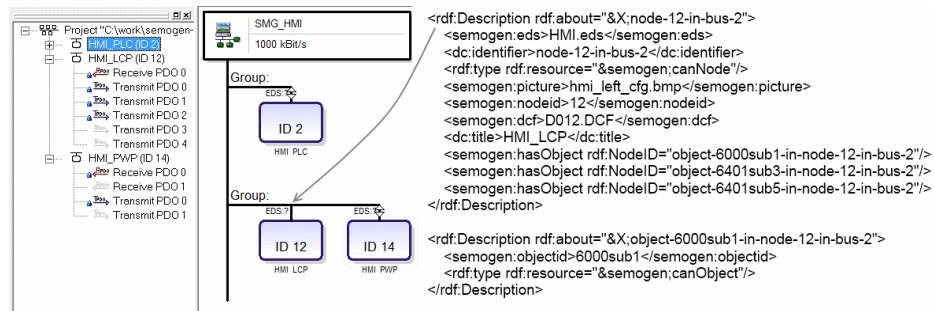 Project "C:\work\semogen-
HMI_PLC (ID 2)
HMI_LCP (ID 12)
Receive PDO 0
Transmit PDO 0
Transmit PDO 1
Transmit PDO 2
Transmit PDO 3
Transmit PDO 4
HMI_PWP (ID 14)
Receive PDO 0
Receive PDO 1
Transmit PDO 0
Transmit PDO 1
SMG_HMI
1000 kBit/s
Group:
EDS:?
ID 2
HMI_PLC
Group:
EDS:?
EDS:?
ID 12
ID 14
HMI_LCP
HMI_PWP
<rdf:Description rdf:about="&X;node-12-in-bus-2">
<semogen:eds>HMI.eds</semogen:eds>
<dc:identifier>node-12-in-bus-2</dc:identifier>
<rdf:type rdf:resource="&semogen;canNode"/>
<semogen:picture>hmi_left_cfg.bmp</semogen:picture>
<semogen:nodeid>12</semogen:nodeid>
<semogen:dcf>D012.DCF</semogen:dcf>
<dc:title>HMI_LCP</dc:title>
<semogen:hasObject rdf:NodeID="object-6000sub1-in-node-12-in-bus-2"/>
<semogen:hasObject rdf:NodeID="object-6401sub3-in-node-12-in-bus-2"/>
<semogen:hasObject rdf:NodeID="object-6401sub5-in-node-12-in-bus-2"/>
</rdf:Description>
<rdf:Description rdf:about="&X;object-6000sub1-in-node-12-in-bus-2">
<semogen:objectid>6000sub1</semogen:objectid>
<rdf:type rdf:resource="&semogen;canObject"/>
</rdf:Description>